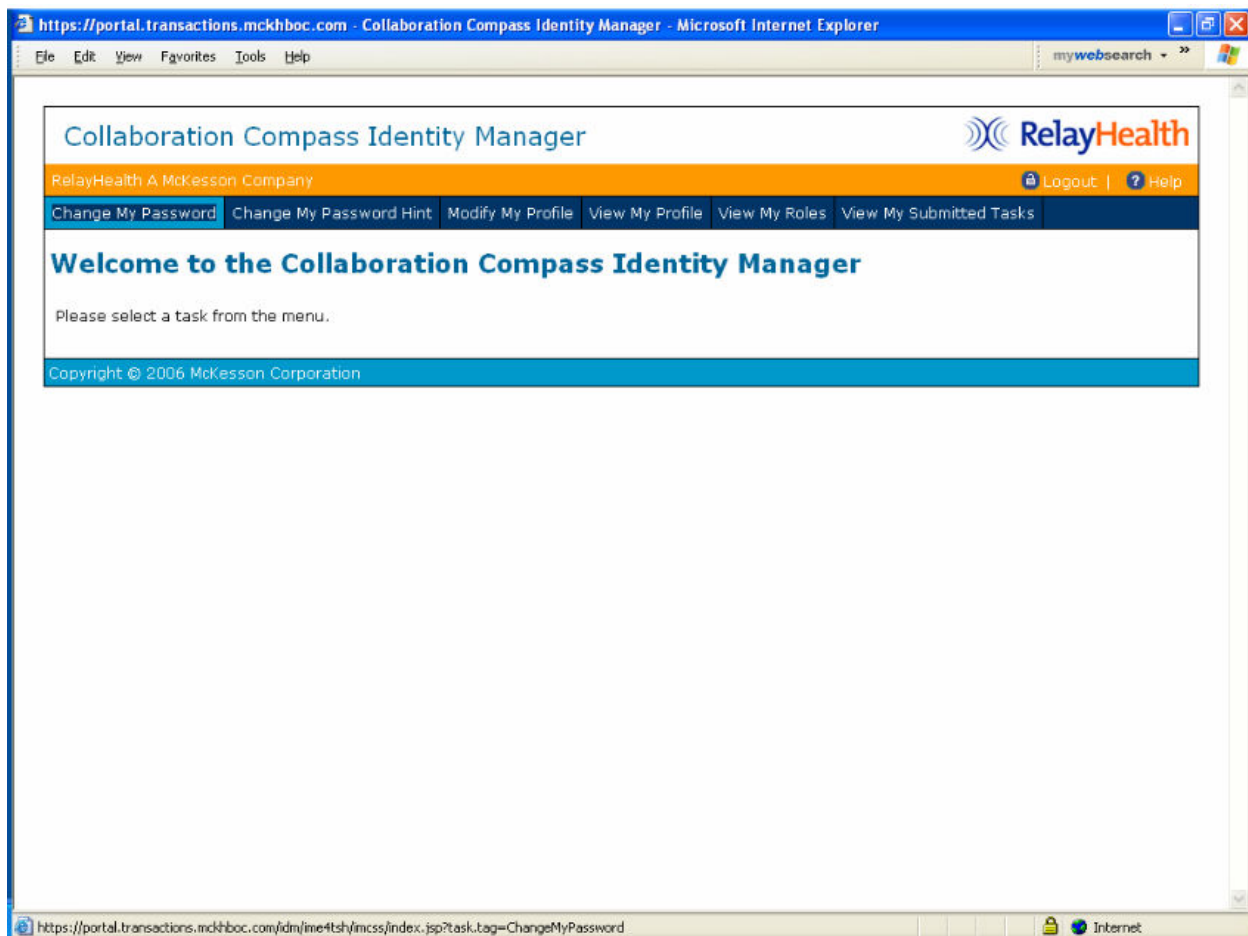 https://portal.transactions.mckhboc.com - Collaboration Compass Identity Manager - Microsoft Internet Explorer
File Edit View Favorites Tools Help mywebsearch »
Collaboration Compass Identity Manager RelayHealth
RelayHealth A McKesson Company Logout | ? Help
Change My Password Change My Password Hint Modify My Profile View My Profile View My Roles View My Submitted Tasks
Welcome to the Collaboration Compass Identity Manager
Please select a task from the menu.
Copyright © 2006 McKesson Corporation
https://portal.transactions.mckhboc.com/idm/ime4tsh/imcss/index.jsp?task.tag=ChangeMyPassword Internet